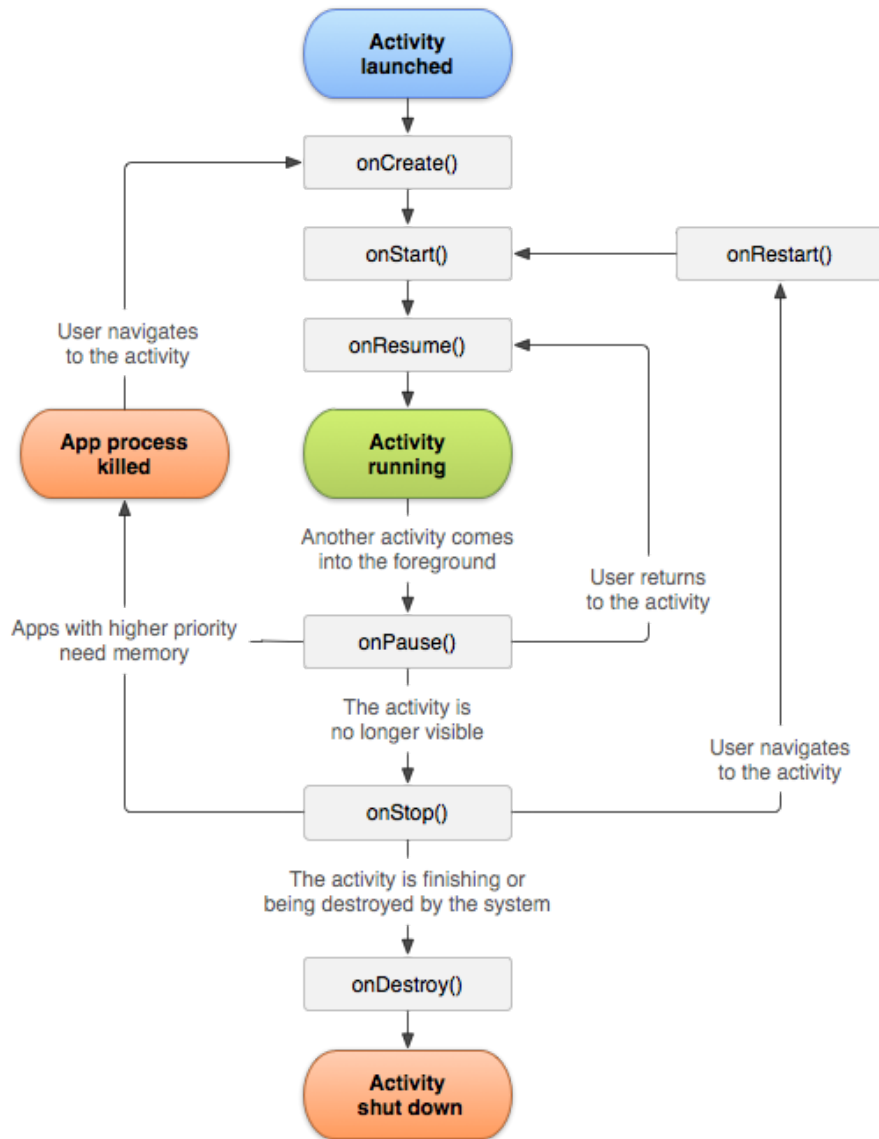 Activity
launched
onCreate()
onStart()
onRestart()
User navigates
to the activity
onResume()
App process
killed
Activity
running
Another activity comes
into the foreground
User returns
to the activity
Apps with higher priority
need memory
onPause()
The activity is
no longer visible
User navigates
to the activity
onStop()
The activity is finishing or
being destroyed by the system
onDestroy()
Activity
shut down